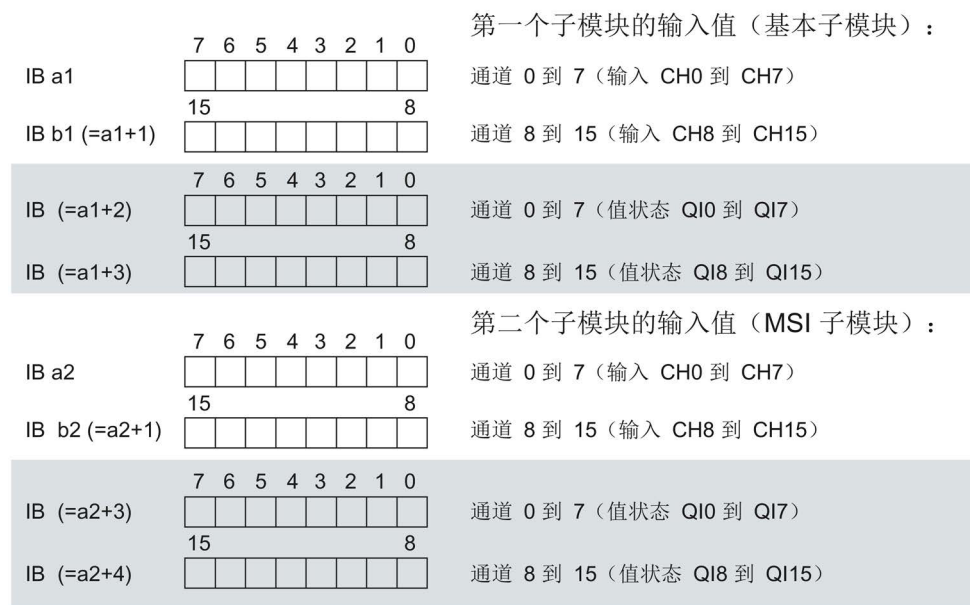 第一个子模块的输入值（基本子模块）：
7 6 5 4 3 2 1 0
IB a1 通道 0 到 7（输入 CH0 到 CH7）
15 8
IB b1 (=a1+1) 通道 8 到 15（输入 CH8 到 CH15）
7 6 5 4 3 2 1 0
IB (=a1+2) 通道 0 到 7（值状态 QI0 到 QI7）
15 8
IB (=a1+3) 通道 8 到 15（值状态 QI8 到 QI15）
第二个子模块的输入值（MSI 子模块）：
7 6 5 4 3 2 1 0
IB a2 通道 0 到 7（输入 CH0 到 CH7）
15 8
IB b2 (=a2+1) 通道 8 到 15（输入 CH8 到 CH15）
7 6 5 4 3 2 1 0
IB (=a2+3) 通道 0 到 7（值状态 QI0 到 QI7）
15 8
IB (=a2+4) 通道 8 到 15（值状态 QI8 到 QI15）